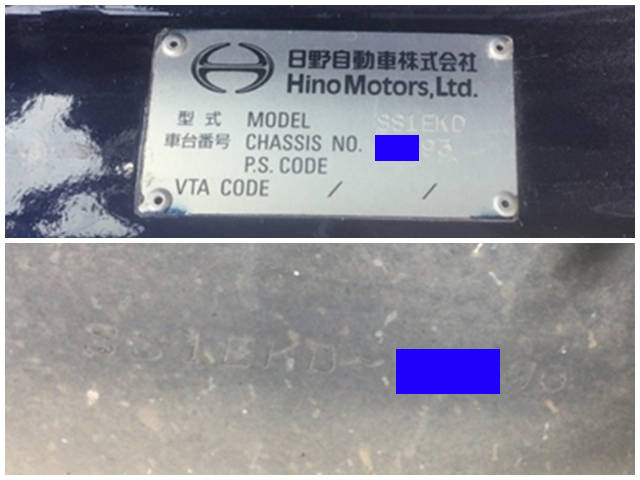 日野自動車株式会社
Hino Motors, Ltd.
型式 MODEL SS1EKD
車台番号 CHASSIS NO. 93
P.S. CODE
VTA CODE / /
SS1EKD-